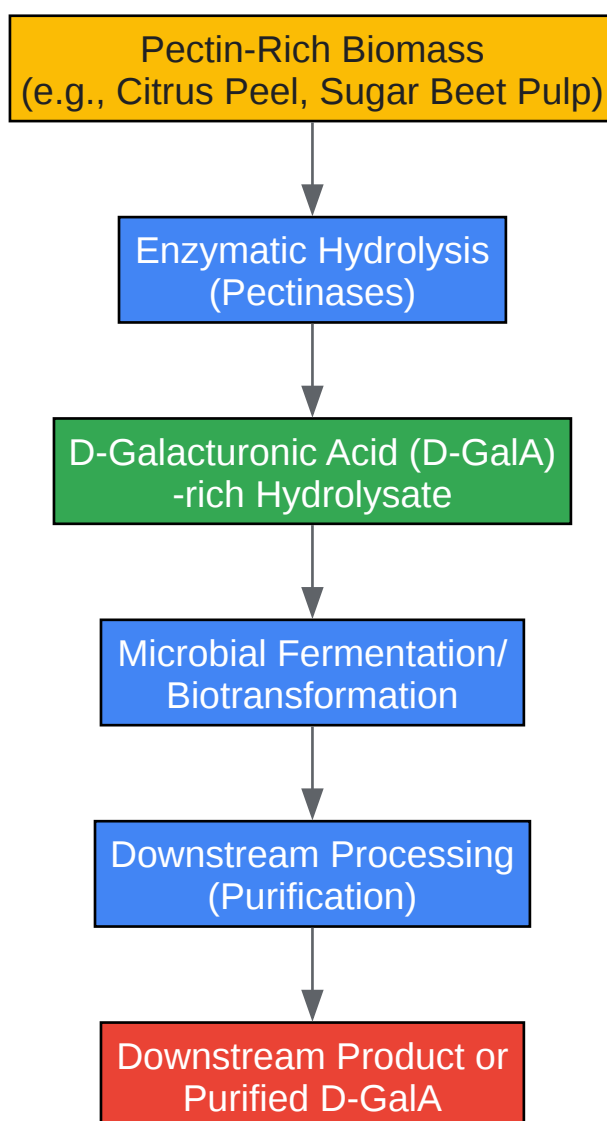 Pectin-Rich Biomass
(e.g., Citrus Peel, Sugar Beet Pulp)
Enzymatic Hydrolysis
(Pectinases)
D-Galacturonic Acid (D-GalA)
-rich Hydrolysate
Microbial Fermentation/
Biotransformation
Downstream Processing
(Purification)
Downstream Product or
Purified D-GalA